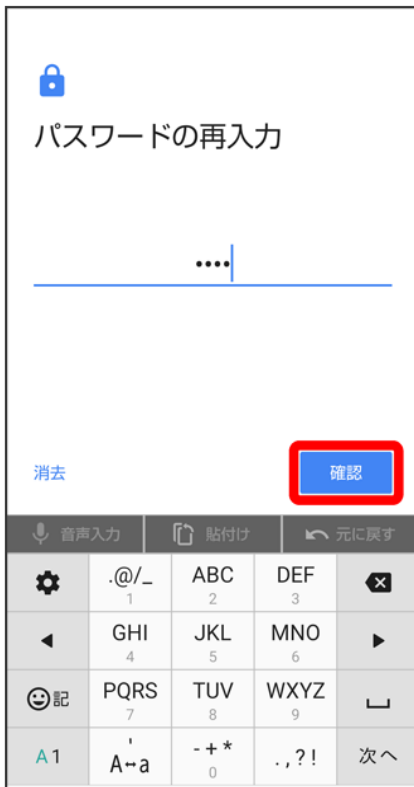 パスワードの再入力
••••
消去
確認
音声入力 貼付け 元に戻す
.@/_ ABC DEF
1 2 3
GHI JKL MNO
4 5 6
記 PQRS TUV WXYZ
7 8 9
A1 ' - + * . , ? ! 次へ
A↔a 0